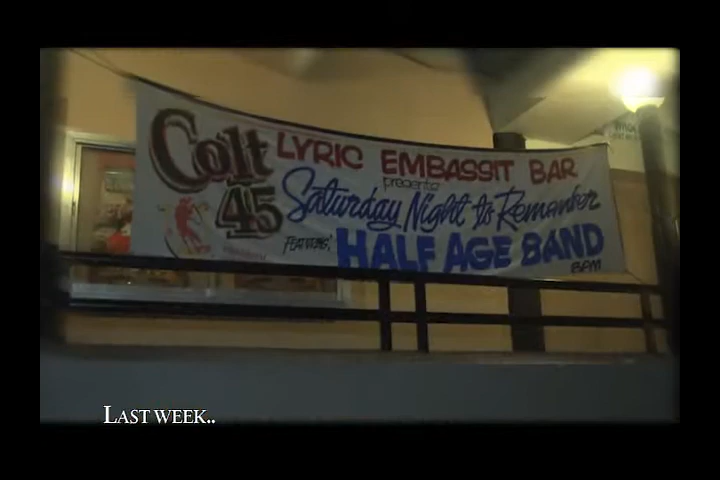 Colt
45
LYRIC EMBASSIT BAR
presents
Saturday Night to Remember
FEATURING:
HALF AGE BAND
8PM
LAST WEEK..